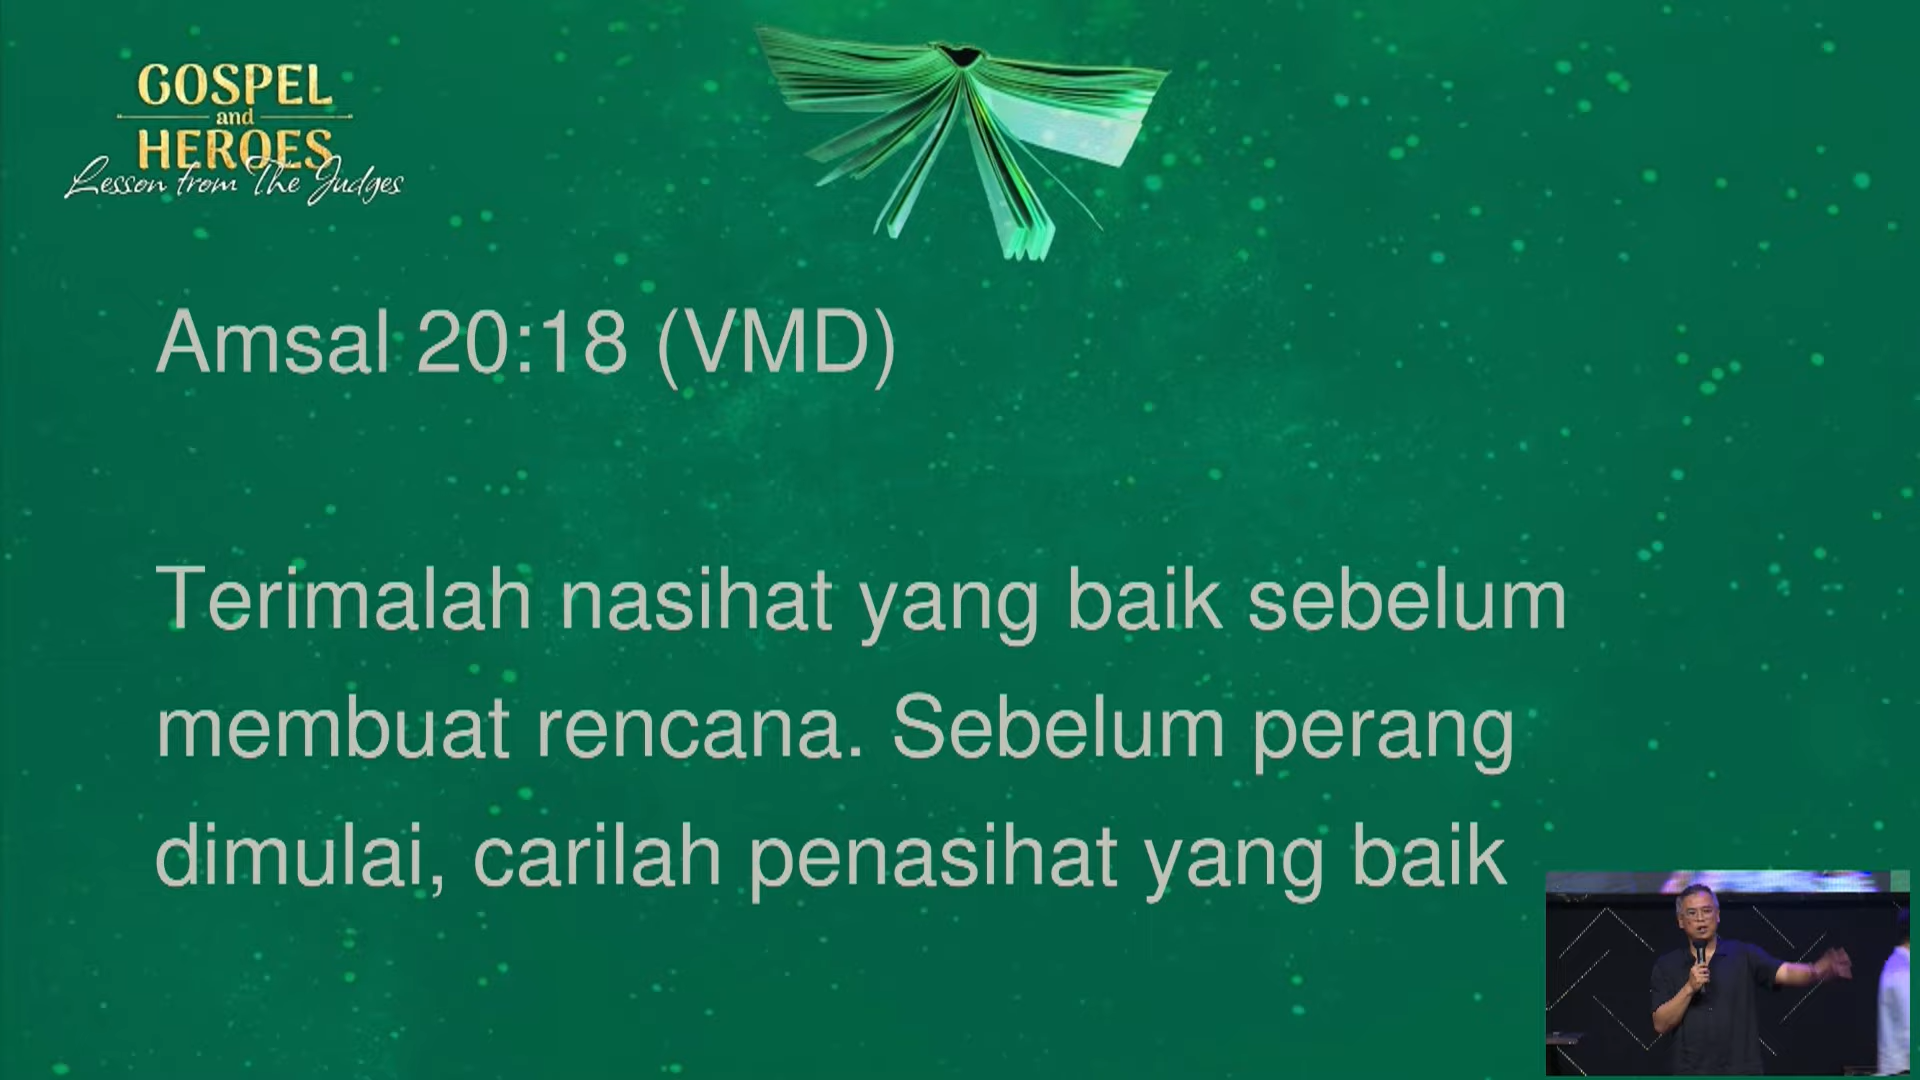 GOSPEL
and
HEROES
Lesson from The Judges
Amsal 20:18 (VMD)
Terimalah nasihat yang baik sebelum
membuat rencana. Sebelum perang
dimulai, carilah penasihat yang baik